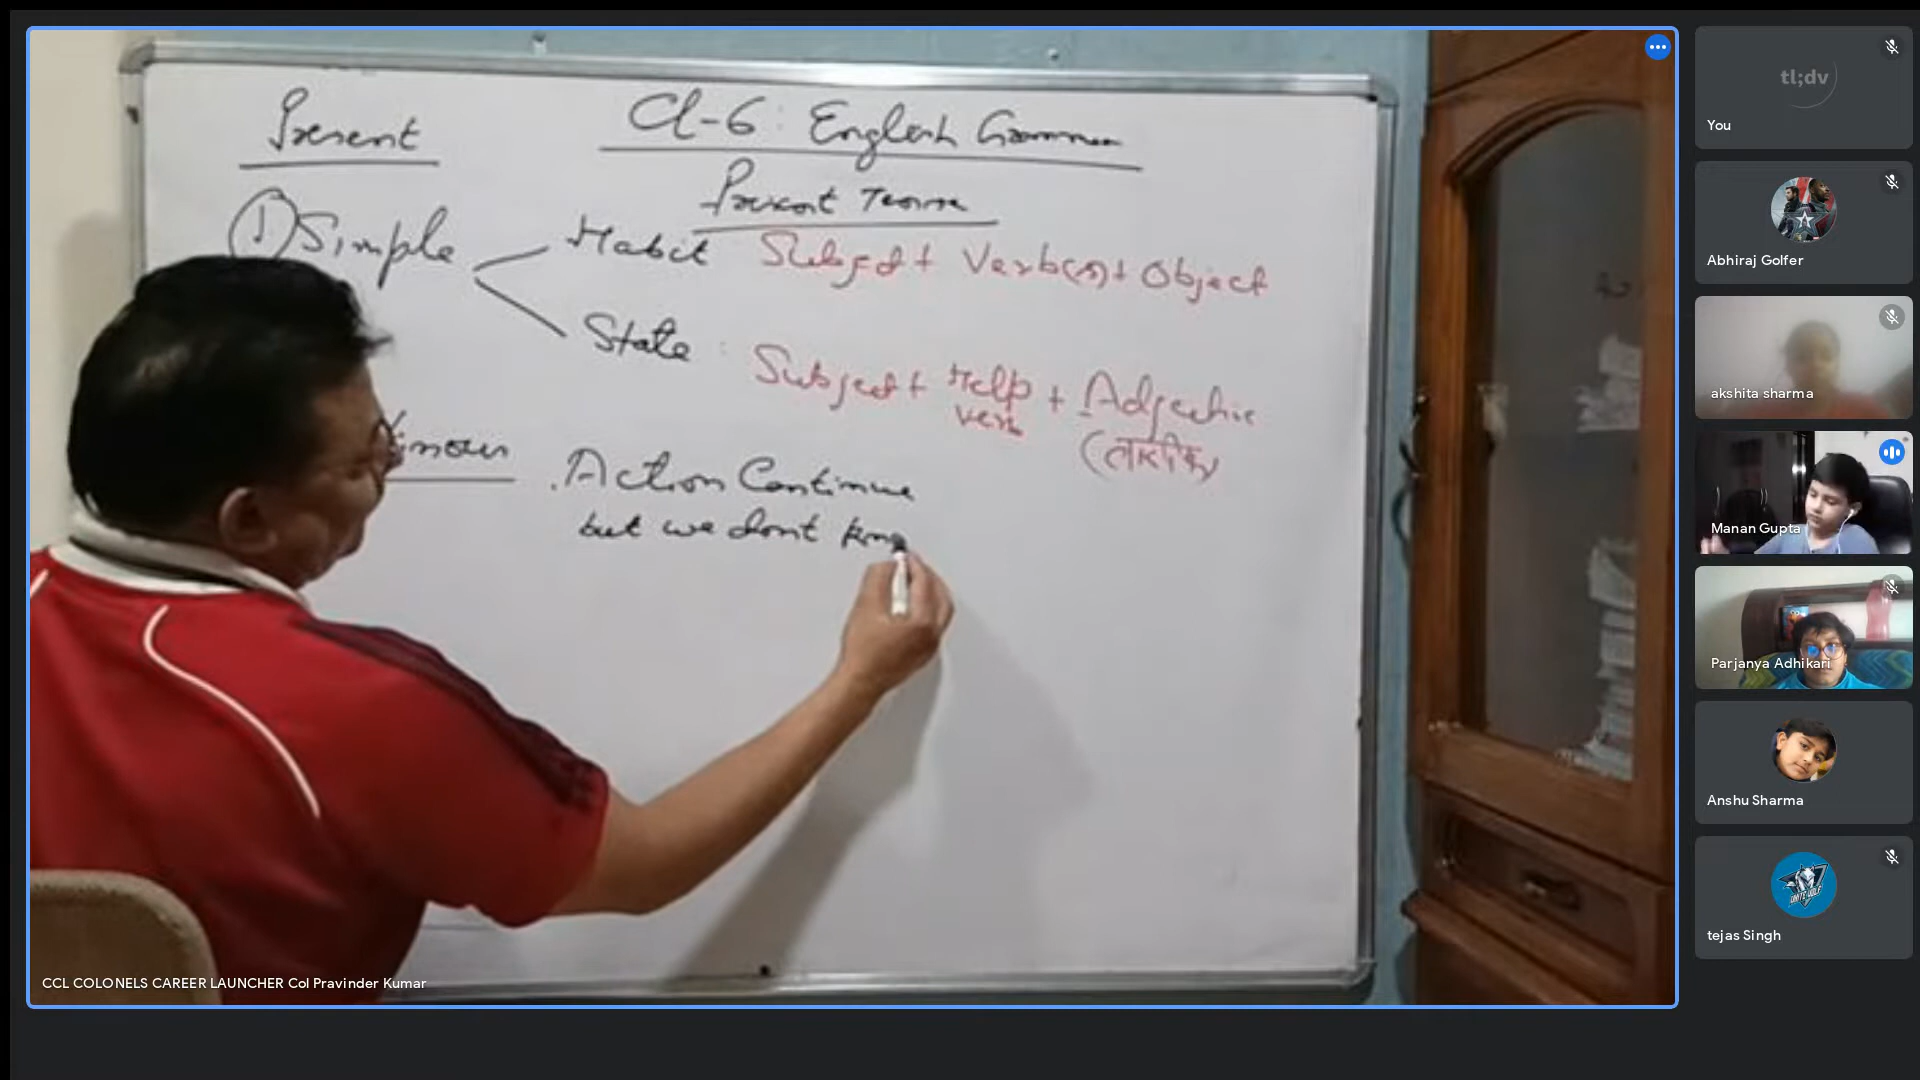 Present
Cl-6: English Grammar
Present Tense
① Simple
Habit Subject + Verb(s) + Object
State : Subject + Help + Adjective
verb
inous
. Action Continue
but we dont kno
CCL COLONELS CAREER LAUNCHER Col Pravinder Kumar
tl;dv
You
Abhiraj Golfer
akshita sharma
Manan Gupta
Parjanya Adhikari
Anshu Sharma
tejas Singh